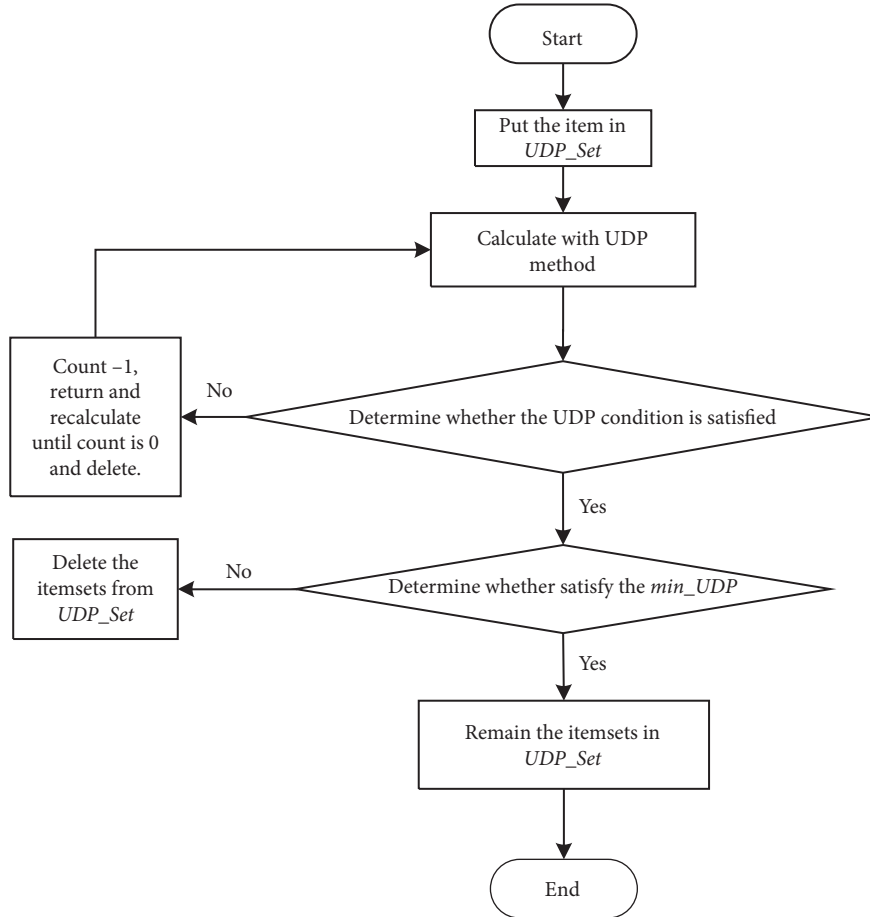 Start
Put the item in
UDP_Set
Calculate with UDP
method
Count –1,
return and
recalculate
until count is 0
and delete.
No
Determine whether the UDP condition is satisfied
Yes
Delete the
itemsets from
UDP_Set
No
Determine whether satisfy the min_UDP
Yes
Remain the itemsets in
UDP_Set
End